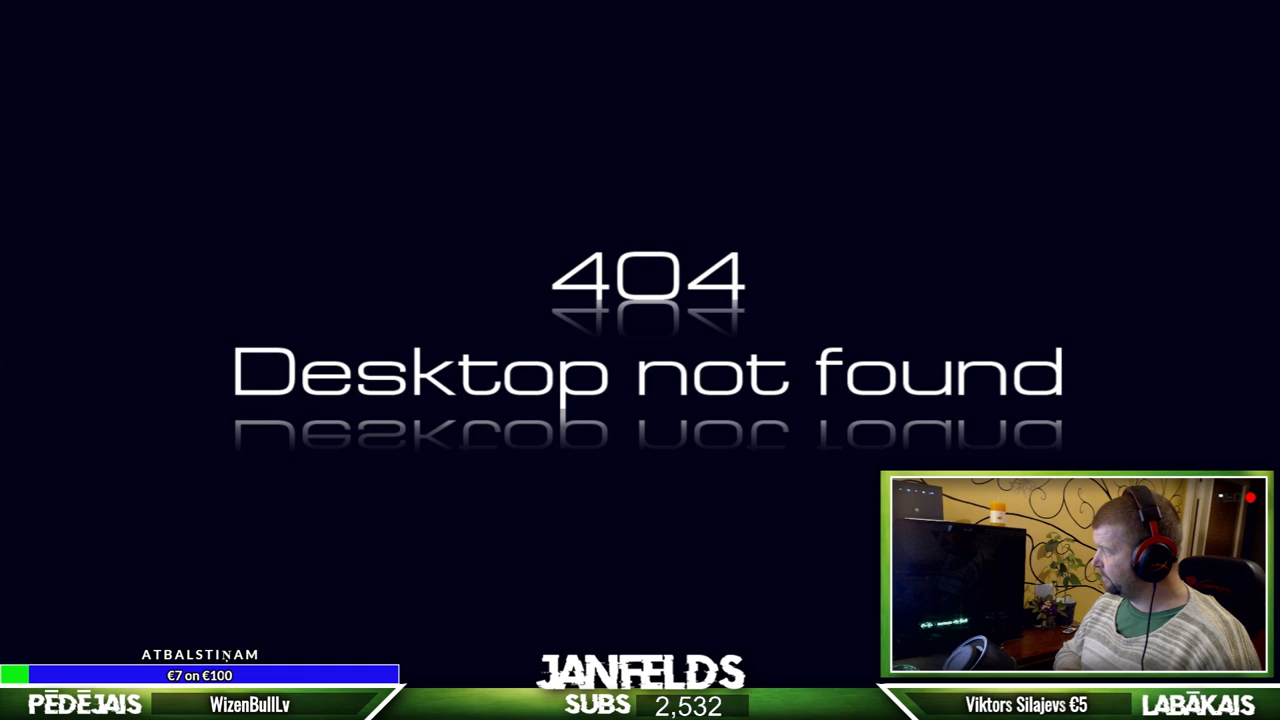 404
Desktop not found
ATBALSTIŅAM
€7 on €100
PĒDĒJAIS
WizenBullLv
JANFELDS
SUBS 2,532
Viktors Silajevs €5
LABĀKAIS